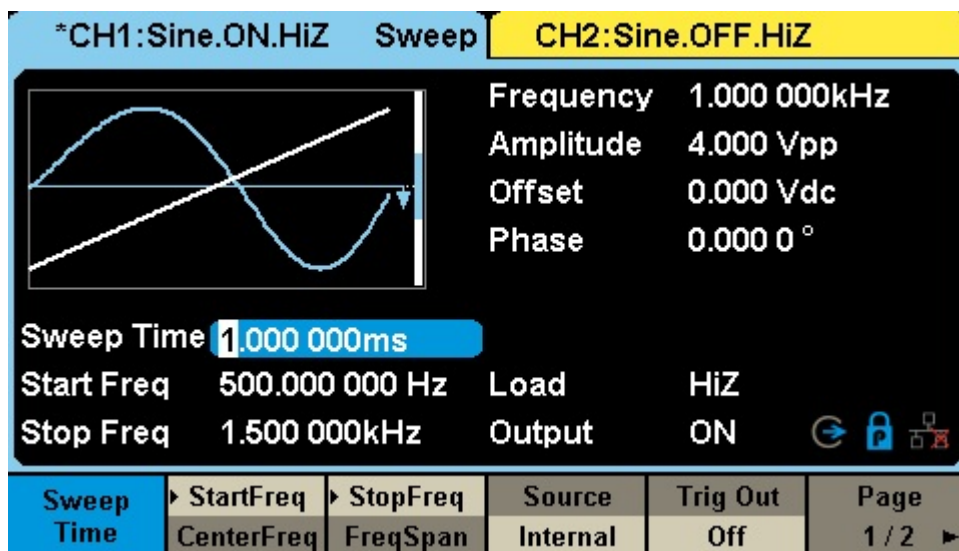 *CH1:Sine.ON.HiZ Sweep CH2:Sine.OFF.HiZ
Frequency 1.000 000kHz
Amplitude 4.000 Vpp
Offset 0.000 Vdc
Phase 0.000 0 °
Sweep Time 1.000 000ms
Start Freq 500.000 000 Hz Load HiZ
Stop Freq 1.500 000kHz Output ON P
Sweep Time StartFreq CenterFreq StopFreq FreqSpan Source Internal Trig Out Off Page 1/2